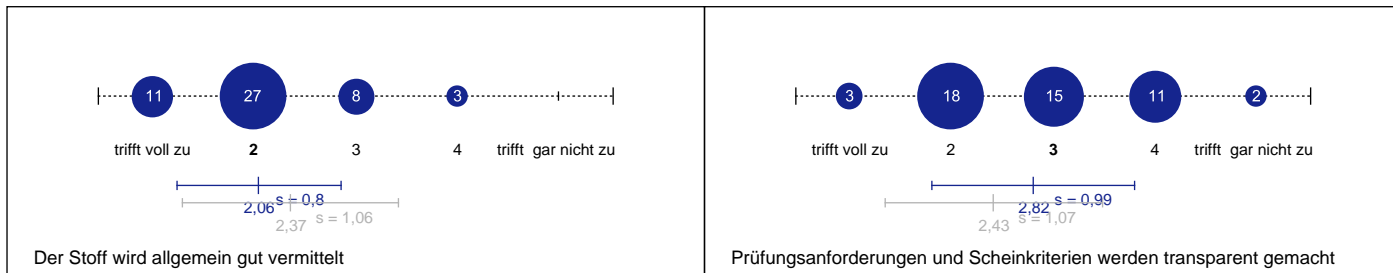 11 27 8 3
trifft voll zu 2 3 4 trifft gar nicht zu
s = 0,8
2,06
s = 1,06
2,37
Der Stoff wird allgemein gut vermittelt
3 18 15 11 2
trifft voll zu 2 3 4 trifft gar nicht zu
s = 0,99
2,82
s = 1,07
2,43
Prüfungsanforderungen und Scheinkriterien werden transparent gemacht